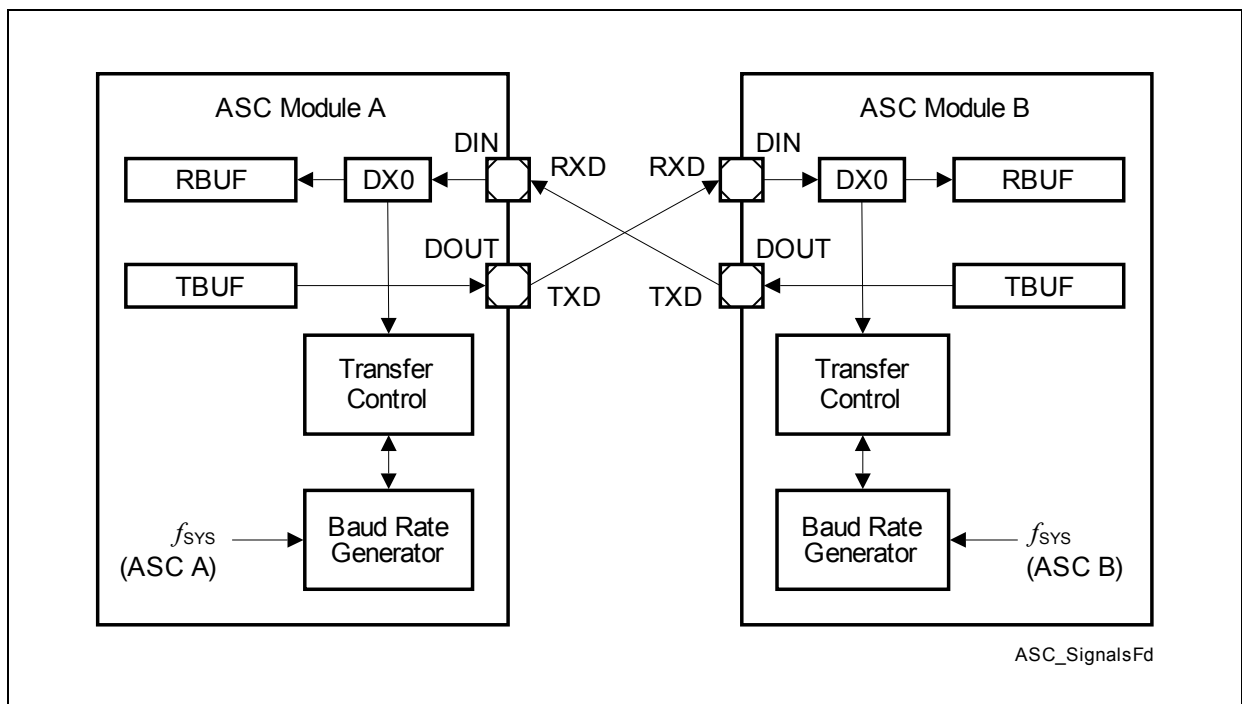 ASC Module A
DIN
RXD
RBUF
DX0
DOUT
TXD
TBUF
Transfer
Control
Baud Rate
Generator
fSYS
(ASC A)
ASC Module B
RXD
DIN
DX0
RBUF
DOUT
TXD
TBUF
Transfer
Control
Baud Rate
Generator
fSYS
(ASC B)
ASC_SignalsFd